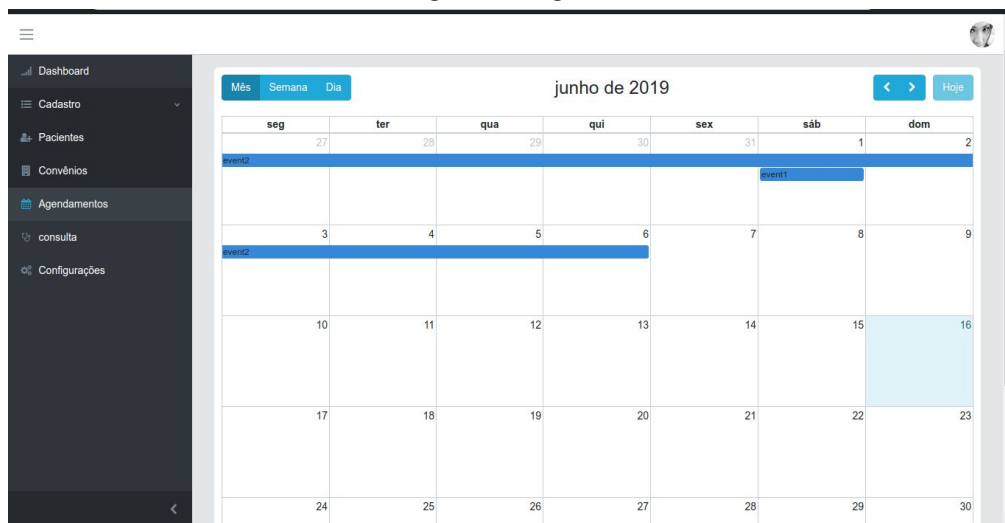 Dashboard
Cadastro
Pacientes
Convênios
Agendamentos
consulta
Configurações
Mês Semana Dia
junho de 2019
Hoje
seg ter qua qui sex sáb dom
27 28 29 30 31 1 2
event2
event1
3 4 5 6 7 8 9
event2
10 11 12 13 14 15 16
17 18 19 20 21 22 23
24 25 26 27 28 29 30